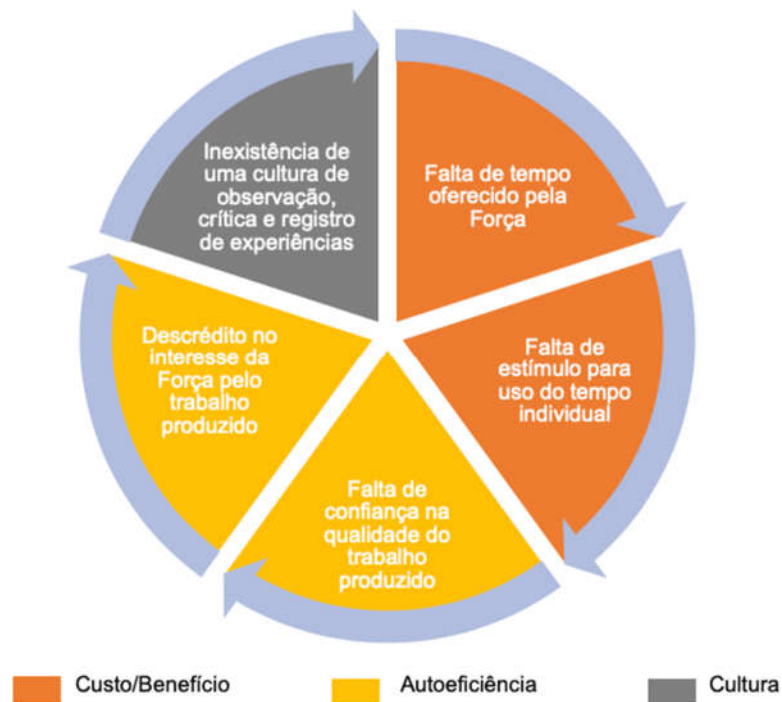 Inexistência de
uma cultura de
observação,
crítica e registro
de experiências
Falta de tempo
oferecido pela
Força
Descrédito no
interesse da
Força pelo
trabalho
produzido
Falta de
estímulo para
uso do tempo
individual
Falta de
confiança na
qualidade do
trabalho
produzido
Custo/Benefício
Autoeficiência
Cultura